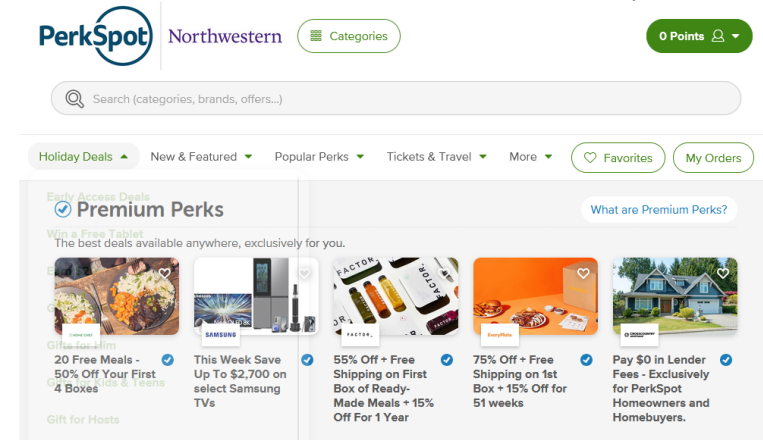 PerkSpot
Northwestern
Categories
0 Points
Search (categories, brands, offers...)
Holiday Deals
New & Featured
Popular Perks
Tickets & Travel
More
Favorites
My Orders
Early Access Deals
Premium Perks
What are Premium Perks?
Win a Free Tablet
The best deals available anywhere, exclusively for you.
HOME CHEF
SAMSUNG
FACTOR_
EveryPlate
Gifts for Him
Gifts for Kids & Teens
Gift for Hosts
20 Free Meals -
50% Off Your First
4 Boxes
This Week Save
Up To $2,700 on
select Samsung
TVs
55% Off + Free
Shipping on First
Box of Ready-
Made Meals + 15%
Off For 1 Year
75% Off + Free
Shipping on 1st
Box + 15% Off for
51 weeks
Pay $0 in Lender
Fees - Exclusively
for PerkSpot
Homeowners and
Homebuyers.